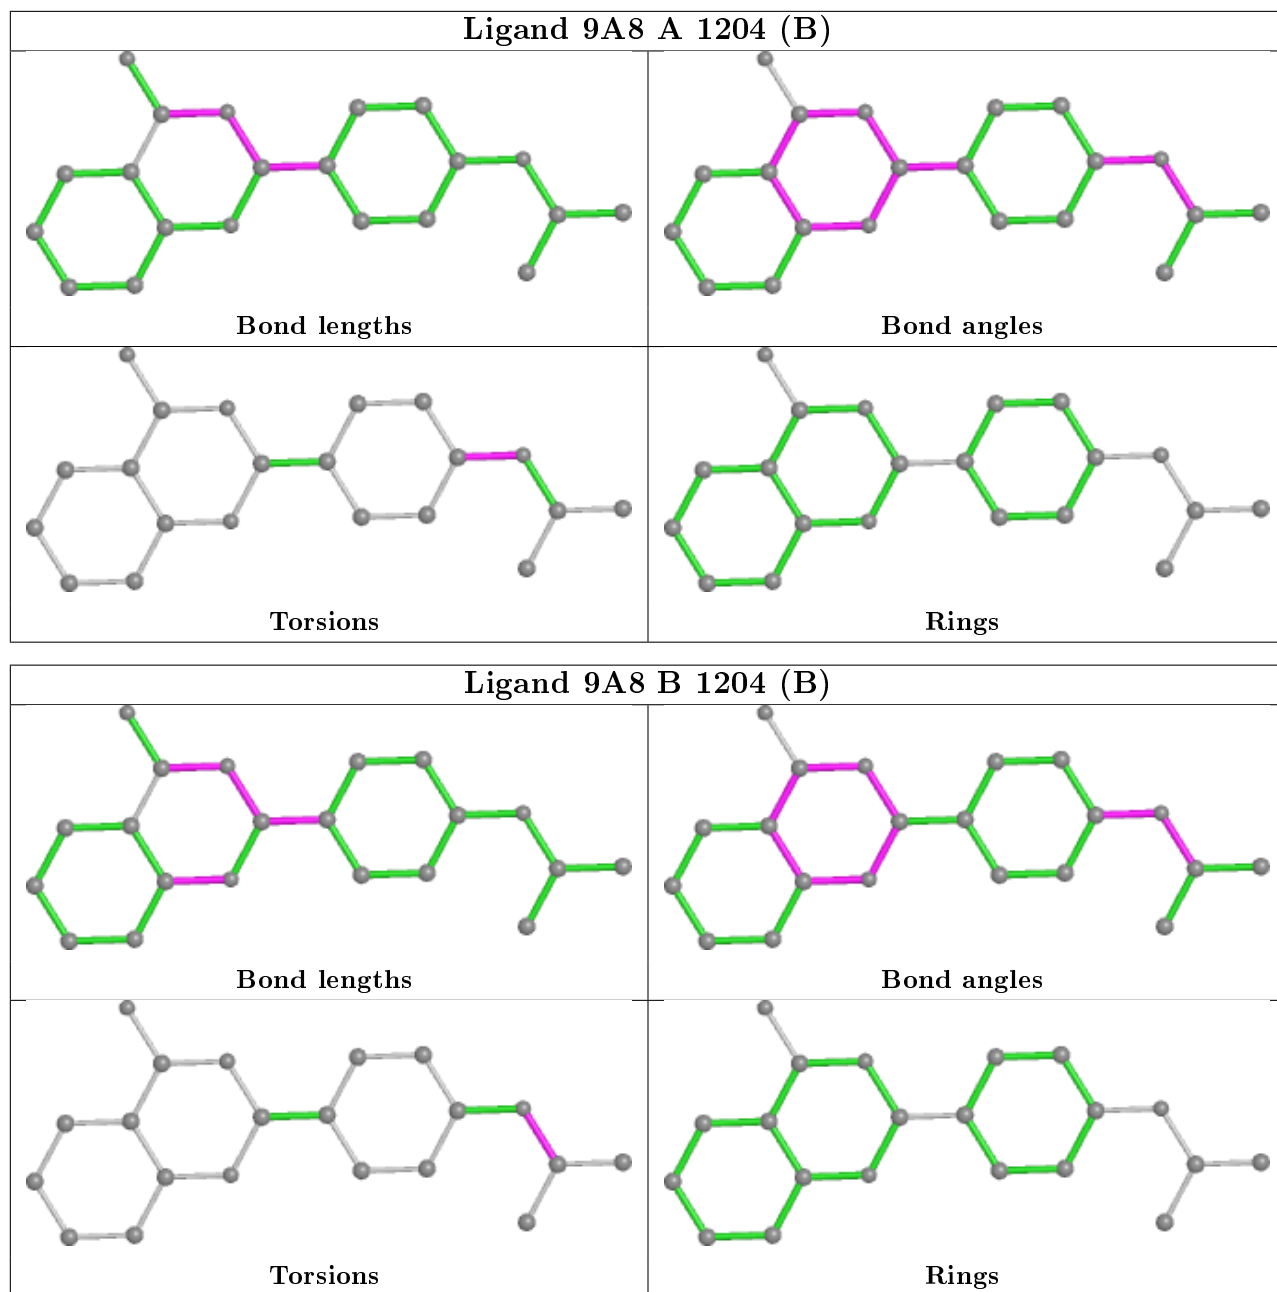 Ligand 9A8 A 1204 (B)
Bond lengths
Bond angles
Torsions
Rings
Ligand 9A8 B 1204 (B)
Bond lengths
Bond angles
Torsions
Rings